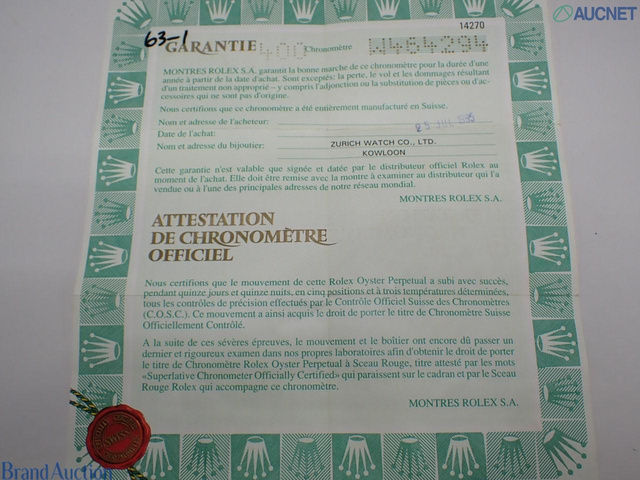 14270
AUCNET
63-1
GARANTIE 400 Chronomètre W464294
MONTRES ROLEX S.A. garantit la bonne marche de ce chronomètre pour la durée d'une
année à partir de la date d'achat. Sont exceptés: la perte, le vol et les dommages résultant
d'un traitement non approprié – y compris l'adjonction ou la substitution de pièces ou d'ac-
cessoires qui ne sont pas d'origine.
Nous certifions que ce chronomètre a été entièrement manufacturé en Suisse.
Nom et adresse de l'acheteur:
Date de l'achat:
Nom et adresse du bijoutier: ZURICH WATCH CO., LTD.
KOWLOON
Cette garantie n'est valable que signée et datée par le distributeur officiel Rolex au
moment de l'achat. Elle doit être remise avec la montre à examiner au distributeur qui l'a
vendue ou à l'une des principales adresses de notre réseau mondial.
MONTRES ROLEX S.A.
ATTESTATION
DE CHRONOMÈTRE
OFFICIEL
Nous certifions que le mouvement de cette Rolex Oyster Perpetual a subi avec succès,
pendant quinze jours et quinze nuits, en cinq positions et à trois températures déterminées,
tous les contrôles de précision effectués par le Contrôle Officiel Suisse des Chronomètres
(C.O.S.C.). Ce mouvement a ainsi acquis le droit de porter le titre de Chronomètre Suisse
Officiellement Contrôlé.
A la suite de ces sévères épreuves, le mouvement et le boîtier ont encore dû passer un
dernier et rigoureux examen dans nos propres laboratoires afin d'obtenir le droit de porter
le titre de Chronomètre Rolex Oyster Perpetual à Sceau Rouge, titre attesté par les mots
«Superlative Chronometer Officially Certified» qui paraissent sur le cadran et par le Sceau
Rouge Rolex qui accompagne ce chronomètre.
MONTRES ROLEX S.A.
Brand Auction